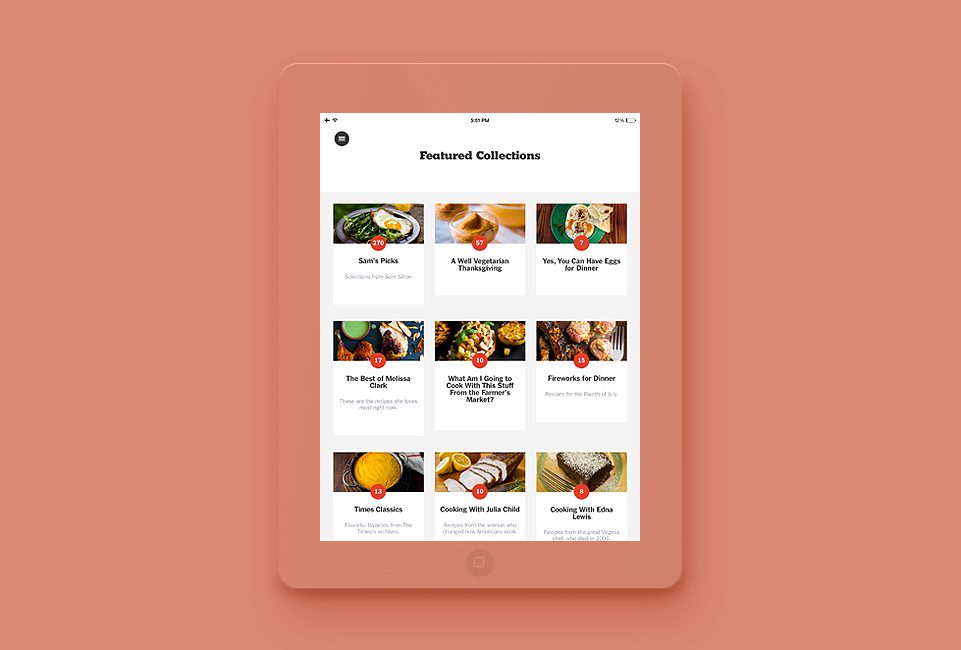 5:51 PM
12%
Featured Collections
270
57
7
Sam's Picks
Selections from Sam Sifton
A Well Vegetarian
Thanksgiving
Yes, You Can Have Eggs
for Dinner
17
10
15
The Best of Melissa
Clark
These are the recipes she loves
most right now.
What Am I Going to
Cook With This Stuff
From the Farmer's
Market?
Fireworks for Dinner
Recipes for the Fourth of July.
13
10
8
Times Classics
Flavorful favorites from The
Times's archives.
Cooking With Julia Child
Recipes from the woman who
changed how Americans cook.
Cooking With Edna
Lewis
Recipes from the great Virginia
chef, who died in 2006.